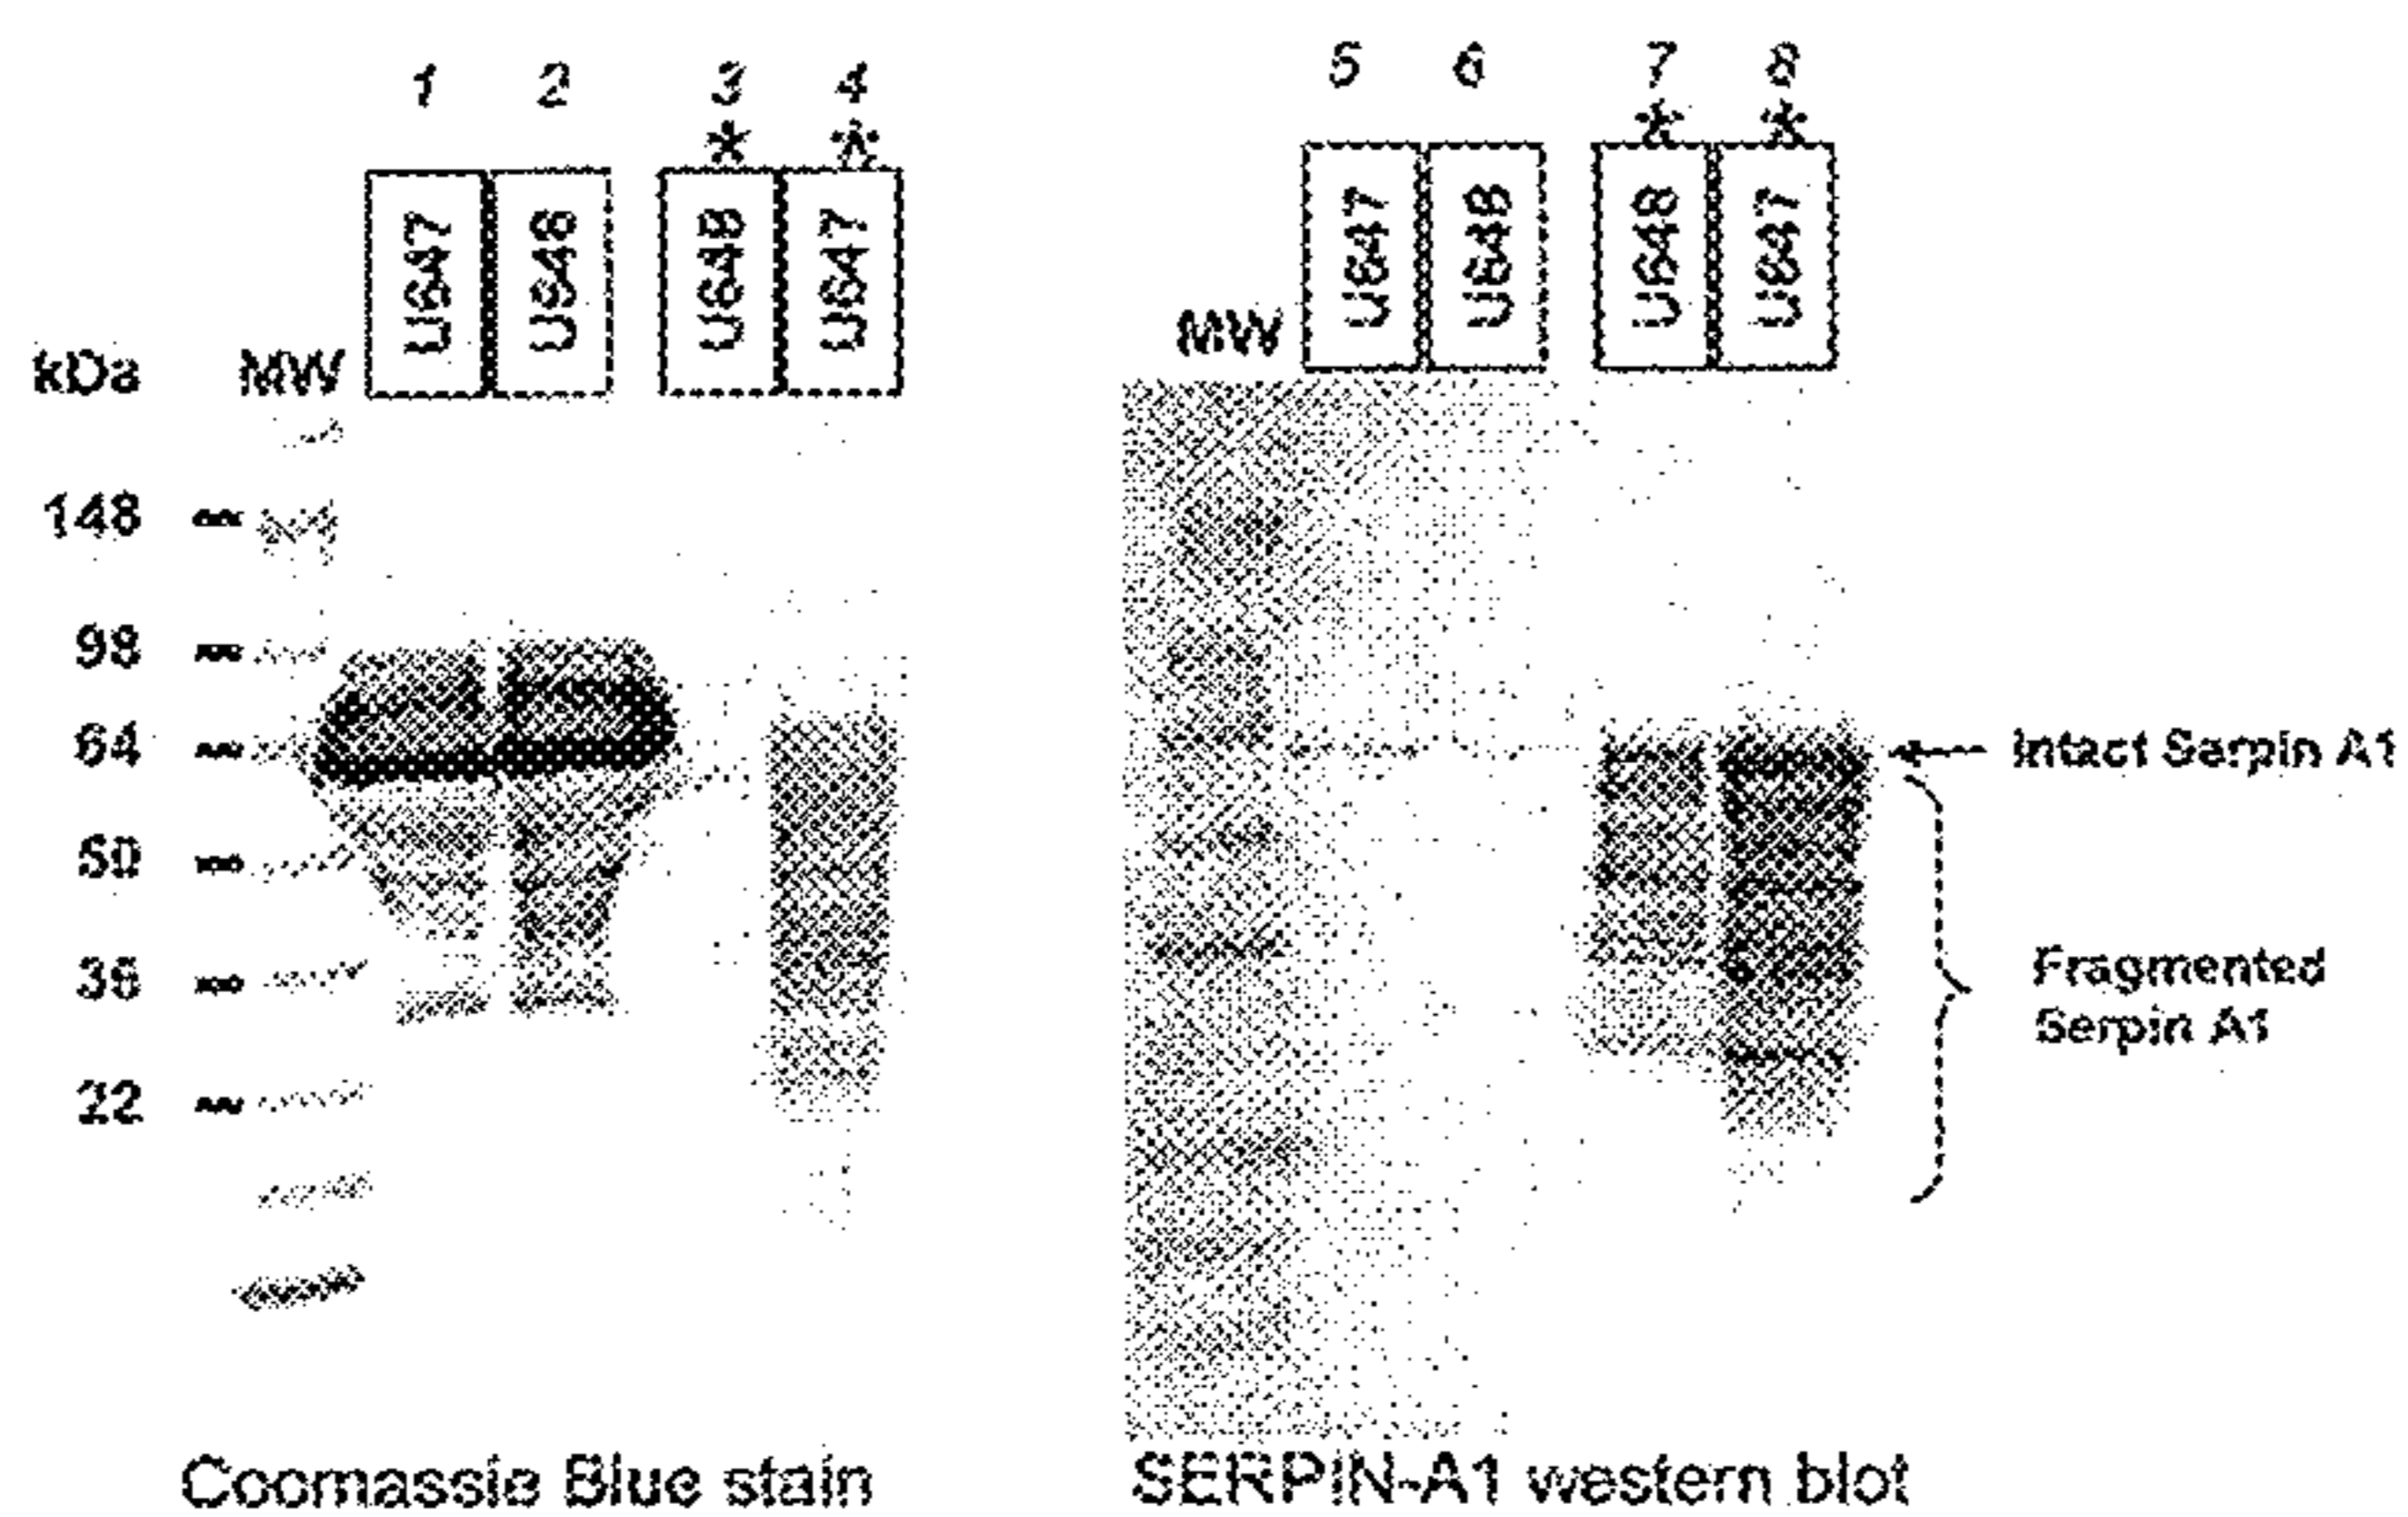 1 2 3 4
* *
U647 U648 U648 U647
kDa MW
148
98
64
50
36
22
Coomassie Blue stain
5 6 7 8
* *
U647 U648 U648 U647
MW
Intact Serpin A1
Fragmented
Serpin A1
SERPIN-A1 western blot